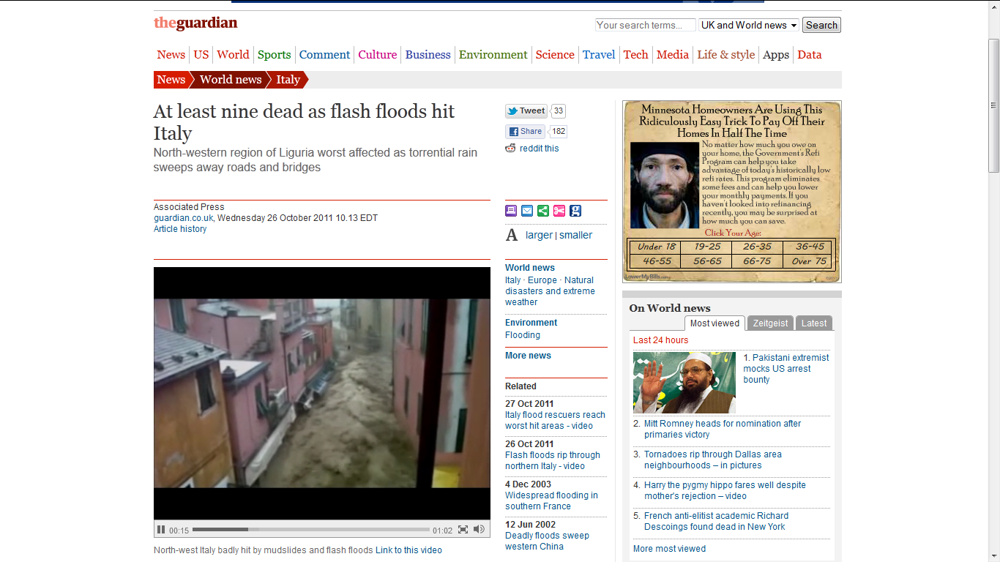 theguardian
Your search terms...
UK and World news
Search
News
US
World
Sports
Comment
Culture
Business
Environment
Science
Travel
Tech
Media
Life & style
Apps
Data
News
World news
Italy
At least nine dead as flash floods hit
Italy
North-western region of Liguria worst affected as torrential rain
sweeps away roads and bridges
Associated Press
guardian.co.uk, Wednesday 26 October 2011 10.13 EDT
Article history
00:15
01:02
North-west Italy badly hit by mudslides and flash floods Link to this video
Tweet
33
Share
182
reddit this
A larger | smaller
World news
Italy · Europe · Natural
disasters and extreme
weather
Environment
Flooding
More news
Related
27 Oct 2011
Italy flood rescuers reach
worst hit areas - video
26 Oct 2011
Flash floods rip through
northern Italy - video
4 Dec 2003
Widespread flooding in
southern France
12 Jun 2002
Deadly floods sweep
western China
Minnesota Homeowners Are Using This
Ridiculously Easy Trick To Pay Off Their
Homes In Half The Time
No matter how much you owe on
your home, the Government's Refi
Program can help you take
advantage of today's historically low
refi rates. This program eliminates
some fees and can help you lower
your monthly payments. If you
haven't looked into refinancing
recently, you may be surprised at
how much you can save.
Click Your Age:
Under 18
19-25
26-35
36-45
46-55
56-65
66-75
Over 75
LowerMyBills.com
On World news
Most viewed
Zeitgeist
Latest
Last 24 hours
1. Pakistani extremist
mocks US arrest
bounty
2. Mitt Romney heads for nomination after
primaries victory
3. Tornadoes rip through Dallas area
neighbourhoods – in pictures
4. Harry the pygmy hippo fares well despite
mother's rejection – video
5. French anti-elitist academic Richard
Descoings found dead in New York
More most viewed